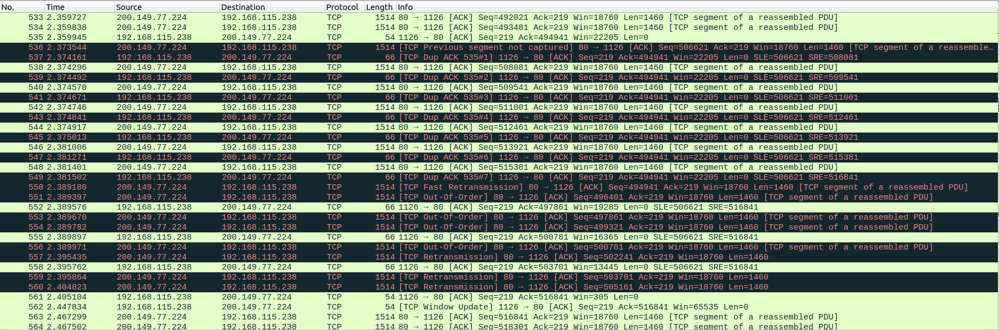 No. Time Source Destination Protocol Length Info
533 2.359727 200.149.77.224 192.168.115.238 TCP 1514 80 → 1126 [ACK] Seq=492021 Ack=219 Win=18760 Len=1460 [TCP segment of a reassembled PDU]
534 2.359838 200.149.77.224 192.168.115.238 TCP 1514 80 → 1126 [ACK] Seq=493481 Ack=219 Win=18760 Len=1460 [TCP segment of a reassembled PDU]
535 2.359945 192.168.115.238 200.149.77.224 TCP 54 1126 → 80 [ACK] Seq=219 Ack=494941 Win=22205 Len=0
536 2.373544 200.149.77.224 192.168.115.238 TCP 1514 [TCP Previous segment not captured] 80 → 1126 [ACK] Seq=506621 Ack=219 Win=18760 Len=1460 [TCP segment of a reassemble…
537 2.374161 192.168.115.238 200.149.77.224 TCP 66 [TCP Dup ACK 535#1] 1126 → 80 [ACK] Seq=219 Ack=494941 Win=22205 Len=0 SLE=506621 SRE=508081
538 2.374296 200.149.77.224 192.168.115.238 TCP 1514 80 → 1126 [ACK] Seq=508081 Ack=219 Win=18760 Len=1460 [TCP segment of a reassembled PDU]
539 2.374492 192.168.115.238 200.149.77.224 TCP 66 [TCP Dup ACK 535#2] 1126 → 80 [ACK] Seq=219 Ack=494941 Win=22205 Len=0 SLE=506621 SRE=509541
540 2.374570 200.149.77.224 192.168.115.238 TCP 1514 80 → 1126 [ACK] Seq=509541 Ack=219 Win=18760 Len=1460 [TCP segment of a reassembled PDU]
541 2.374671 192.168.115.238 200.149.77.224 TCP 66 [TCP Dup ACK 535#3] 1126 → 80 [ACK] Seq=219 Ack=494941 Win=22205 Len=0 SLE=506621 SRE=511001
542 2.374746 200.149.77.224 192.168.115.238 TCP 1514 80 → 1126 [ACK] Seq=511001 Ack=219 Win=18760 Len=1460 [TCP segment of a reassembled PDU]
543 2.374841 192.168.115.238 200.149.77.224 TCP 66 [TCP Dup ACK 535#4] 1126 → 80 [ACK] Seq=219 Ack=494941 Win=22205 Len=0 SLE=506621 SRE=512461
544 2.374917 200.149.77.224 192.168.115.238 TCP 1514 80 → 1126 [ACK] Seq=512461 Ack=219 Win=18760 Len=1460 [TCP segment of a reassembled PDU]
545 2.375013 192.168.115.238 200.149.77.224 TCP 66 [TCP Dup ACK 535#5] 1126 → 80 [ACK] Seq=219 Ack=494941 Win=22205 Len=0 SLE=506621 SRE=513921
546 2.381006 200.149.77.224 192.168.115.238 TCP 1514 80 → 1126 [ACK] Seq=513921 Ack=219 Win=18760 Len=1460 [TCP segment of a reassembled PDU]
547 2.381271 192.168.115.238 200.149.77.224 TCP 66 [TCP Dup ACK 535#6] 1126 → 80 [ACK] Seq=219 Ack=494941 Win=22205 Len=0 SLE=506621 SRE=515381
548 2.381401 200.149.77.224 192.168.115.238 TCP 1514 80 → 1126 [ACK] Seq=515381 Ack=219 Win=18760 Len=1460 [TCP segment of a reassembled PDU]
549 2.381502 192.168.115.238 200.149.77.224 TCP 66 [TCP Dup ACK 535#7] 1126 → 80 [ACK] Seq=219 Ack=494941 Win=22205 Len=0 SLE=506621 SRE=516841
550 2.389180 200.149.77.224 192.168.115.238 TCP 1514 [TCP Fast Retransmission] 80 → 1126 [ACK] Seq=494941 Ack=219 Win=18760 Len=1460 [TCP segment of a reassembled PDU]
551 2.389397 200.149.77.224 192.168.115.238 TCP 1514 [TCP Out-Of-Order] 80 → 1126 [ACK] Seq=496401 Ack=219 Win=18760 Len=1460 [TCP segment of a reassembled PDU]
552 2.389576 192.168.115.238 200.149.77.224 TCP 66 1126 → 80 [ACK] Seq=219 Ack=497861 Win=19285 Len=0 SLE=506621 SRE=516841
553 2.389670 200.149.77.224 192.168.115.238 TCP 1514 [TCP Out-Of-Order] 80 → 1126 [ACK] Seq=497861 Ack=219 Win=18760 Len=1460 [TCP segment of a reassembled PDU]
554 2.389782 200.149.77.224 192.168.115.238 TCP 1514 [TCP Out-Of-Order] 80 → 1126 [ACK] Seq=499321 Ack=219 Win=18760 Len=1460 [TCP segment of a reassembled PDU]
555 2.389897 192.168.115.238 200.149.77.224 TCP 66 1126 → 80 [ACK] Seq=219 Ack=500781 Win=16365 Len=0 SLE=506621 SRE=516841
556 2.389971 200.149.77.224 192.168.115.238 TCP 1514 [TCP Out-Of-Order] 80 → 1126 [ACK] Seq=500781 Ack=219 Win=18760 Len=1460 [TCP segment of a reassembled PDU]
557 2.395435 200.149.77.224 192.168.115.238 TCP 1514 [TCP Retransmission] 80 → 1126 [ACK] Seq=502241 Ack=219 Win=18760 Len=1460
558 2.395762 192.168.115.238 200.149.77.224 TCP 66 1126 → 80 [ACK] Seq=219 Ack=503701 Win=13445 Len=0 SLE=506621 SRE=516841
559 2.395864 200.149.77.224 192.168.115.238 TCP 1514 [TCP Retransmission] 80 → 1126 [ACK] Seq=503701 Ack=219 Win=18760 Len=1460
560 2.404823 200.149.77.224 192.168.115.238 TCP 1514 [TCP Retransmission] 80 → 1126 [ACK] Seq=505161 Ack=219 Win=18760 Len=1460
561 2.405104 192.168.115.238 200.149.77.224 TCP 54 1126 → 80 [ACK] Seq=219 Ack=516841 Win=305 Len=0
562 2.447834 192.168.115.238 200.149.77.224 TCP 54 [TCP Window Update] 1126 → 80 [ACK] Seq=219 Ack=516841 Win=65535 Len=0
563 2.467299 200.149.77.224 192.168.115.238 TCP 1514 80 → 1126 [ACK] Seq=516841 Ack=219 Win=18760 Len=1460 [TCP segment of a reassembled PDU]
564 2.467502 200.149.77.224 192.168.115.238 TCP 1514 80 → 1126 [ACK] Seq=518301 Ack=219 Win=18760 Len=1460 [TCP segment of a reassembled PDU]